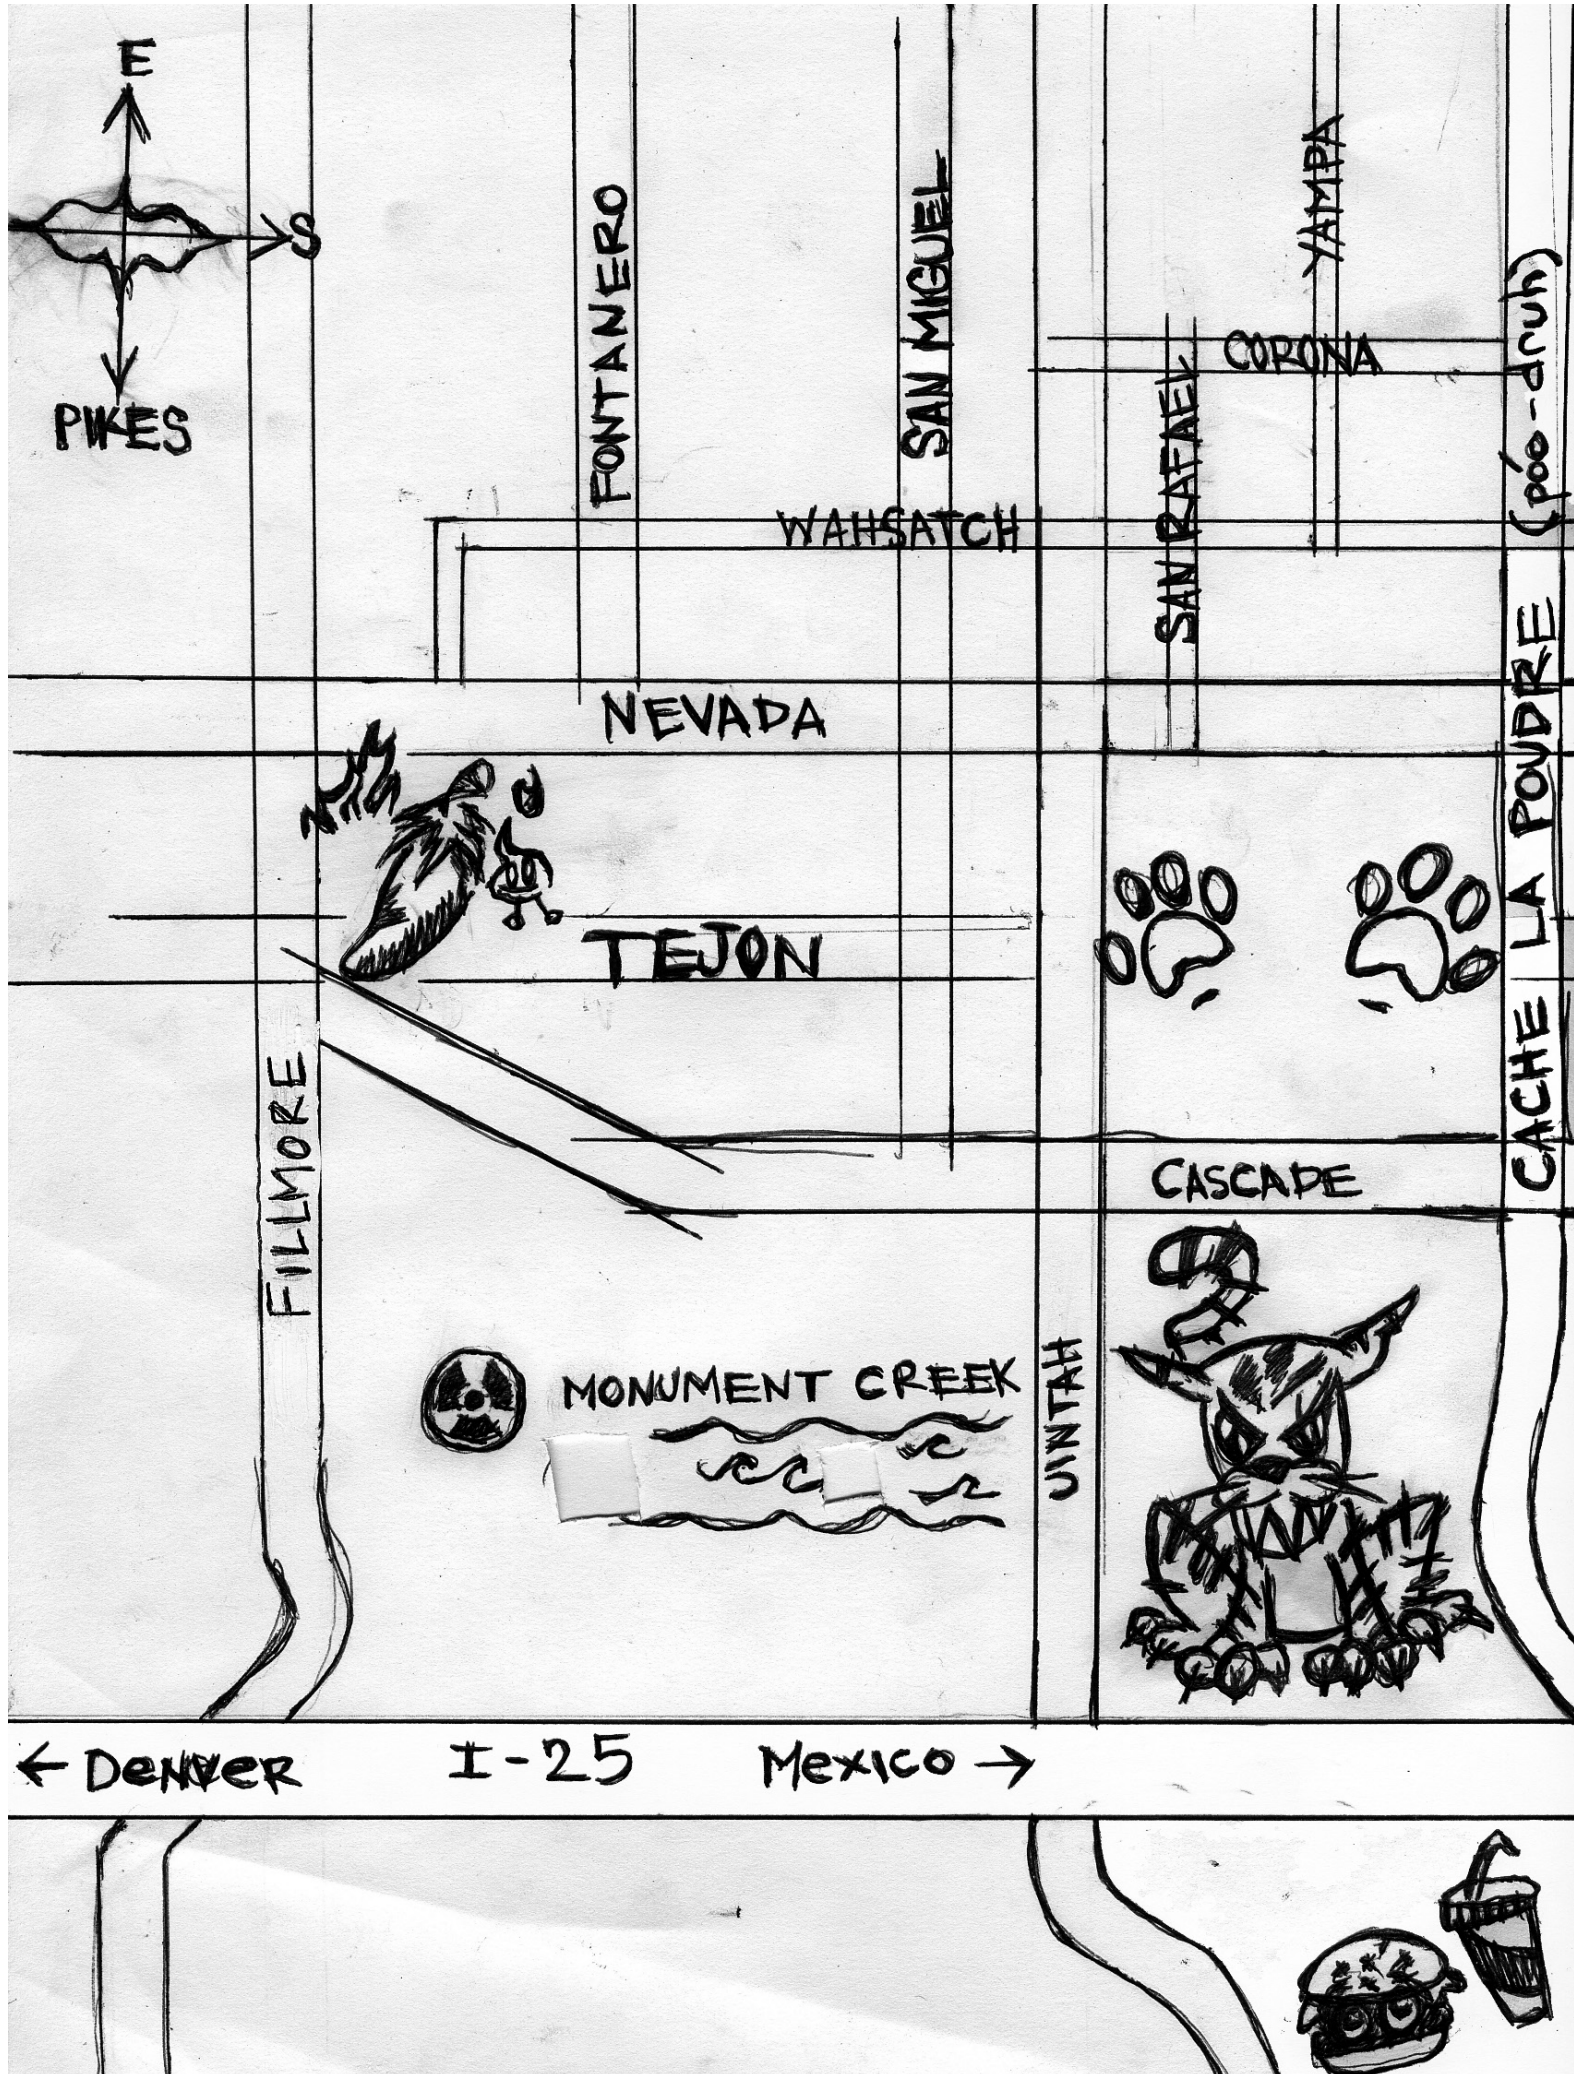 E
S
PIKES
FONTANERO
SAN MIGUEL
YAMPA
CORONA
SAN RAFAEL
(póo-druh)
WAHSATCH
NEVADA
TEJON
CACHE LA POUDRE
FILLMORE
CASCADE
MONUMENT CREEK
UINTAH
← DENVER
I-25
MEXICO →